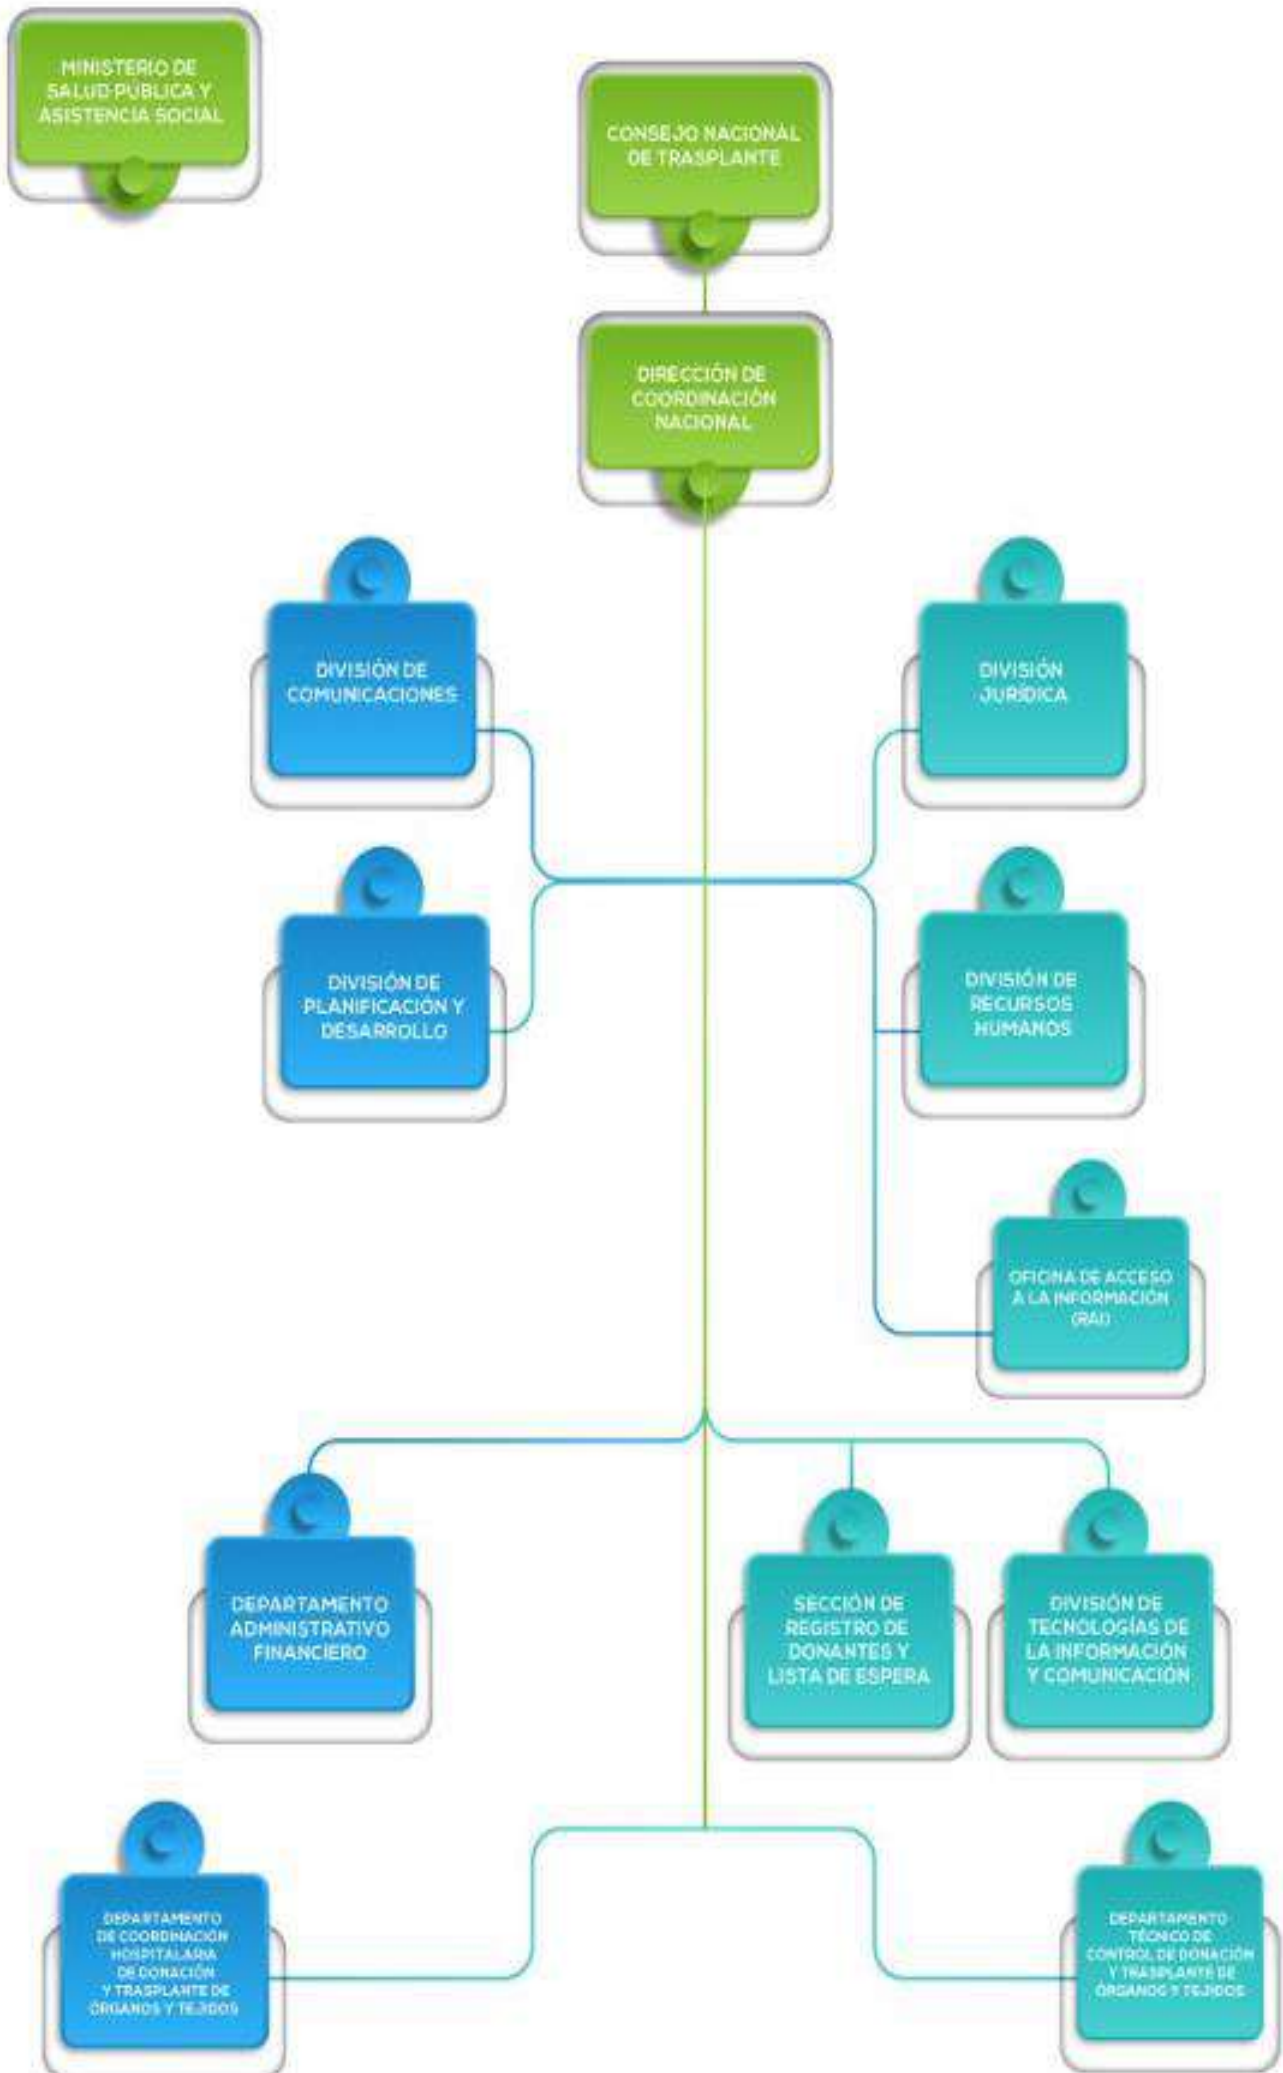 MINISTERIO DE
SALUD PÚBLICA Y
ASISTENCIA SOCIAL
CONSEJO NACIONAL
DE TRASPLANTE
DIRECCIÓN DE
COORDINACIÓN
NACIONAL
DIVISIÓN DE
COMUNICACIONES
DIVISIÓN
JURÍDICA
DIVISIÓN DE
PLANIFICACIÓN Y
DESARROLLO
DIVISIÓN DE
RECURSOS
HUMANOS
OFICINA DE ACCESO
A LA INFORMACIÓN
(RAI)
DEPARTAMENTO
ADMINISTRATIVO
FINANCIERO
SECCIÓN DE
REGISTRO DE
DONANTES Y
LISTA DE ESPERA
DIVISIÓN DE
TECNOLOGÍAS DE
LA INFORMACIÓN
Y COMUNICACIÓN
DEPARTAMENTO
DE COORDINACIÓN
HOSPITALARIA
DE DONACIÓN
Y TRASPLANTE DE
ÓRGANOS Y TEJIDOS
DEPARTAMENTO
TÉCNICO DE
CONTROL DE DONACIÓN
Y TRASPLANTE DE
ÓRGANOS Y TEJIDOS